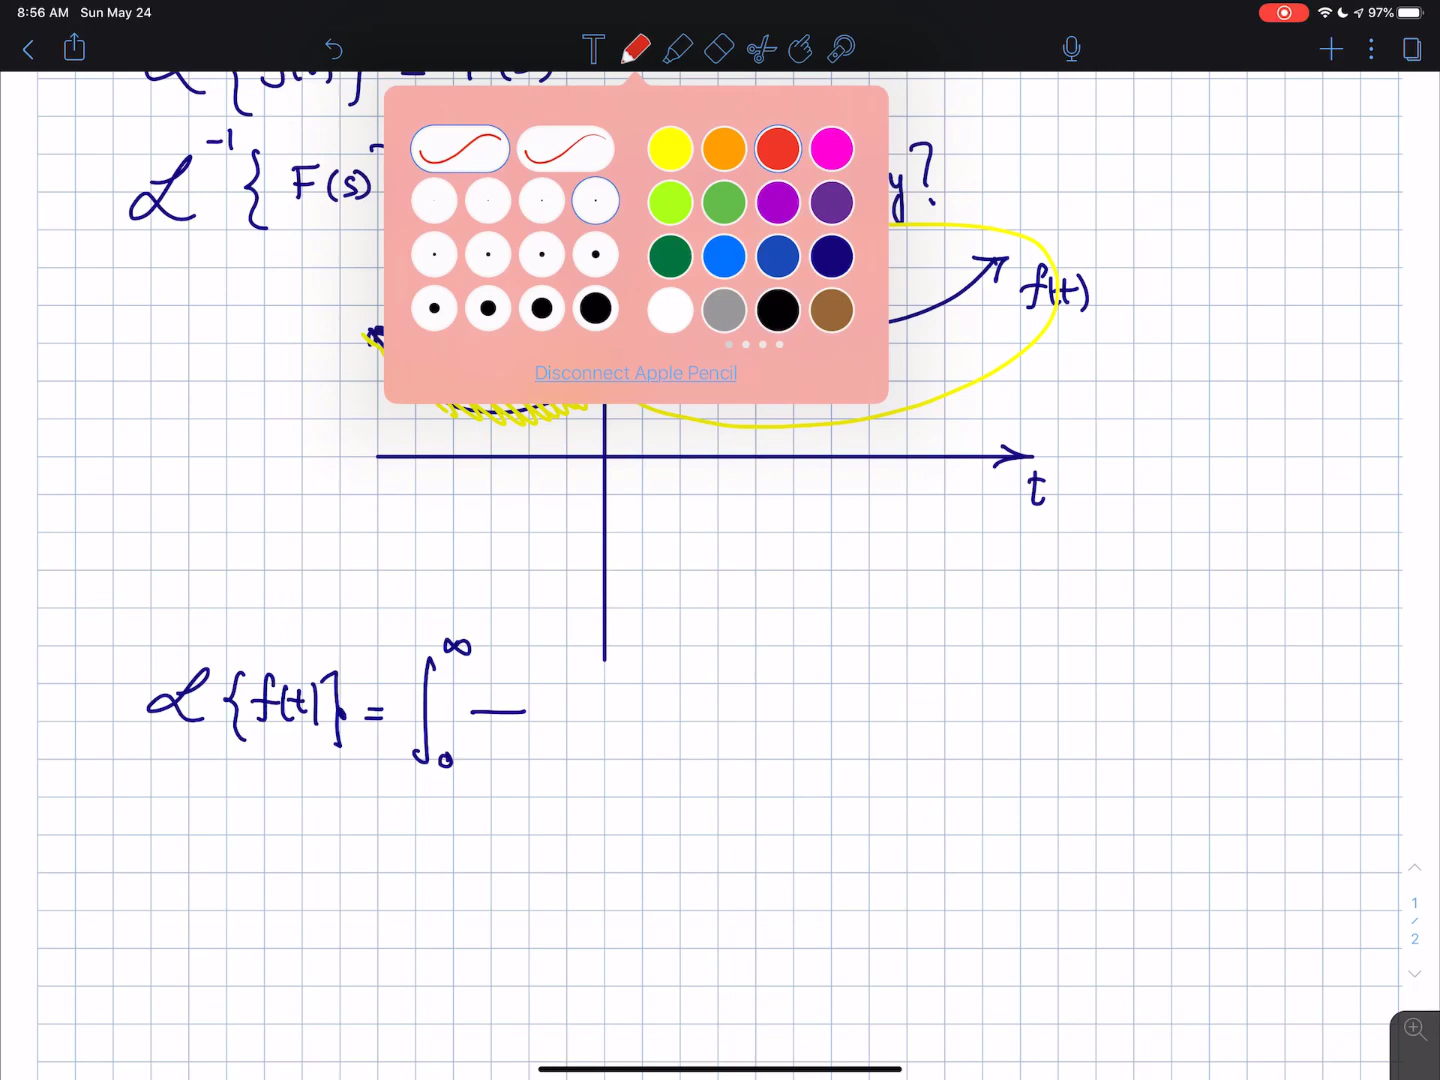 8:56 AM Sun May 24
97%
T
ℒ⁻¹ { F(s)
y?
f(t)
Disconnect Apple Pencil
t
ℒ {f(t)} = ∫₀^∞ —
1
/
2